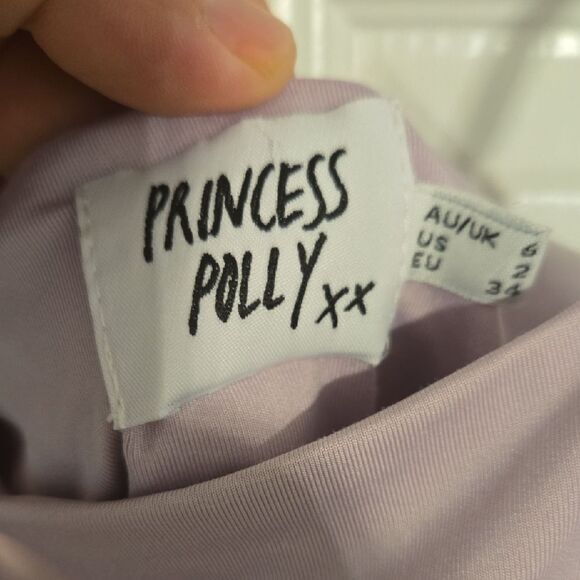 PRINCESS
POLLY xx
AU/UK 6
US 2
EU 34